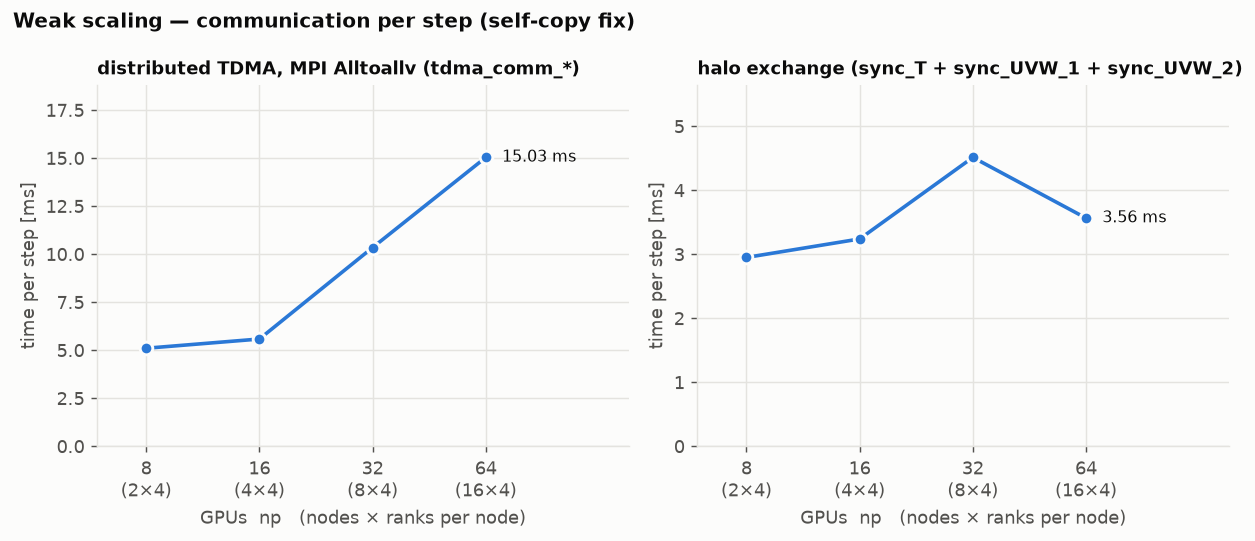 Weak scaling — communication per step (self-copy fix)
distributed TDMA, MPI Alltoallv (tdma_comm_*)
time per step [ms]
17.5
15.0
12.5
10.0
7.5
5.0
2.5
0.0
15.03 ms
8 16 32 64
(2×4) (4×4) (8×4) (16×4)
GPUs np (nodes × ranks per node)
halo exchange (sync_T + sync_UVW_1 + sync_UVW_2)
time per step [ms]
5
4
3
2
1
0
3.56 ms
8 16 32 64
(2×4) (4×4) (8×4) (16×4)
GPUs np (nodes × ranks per node)